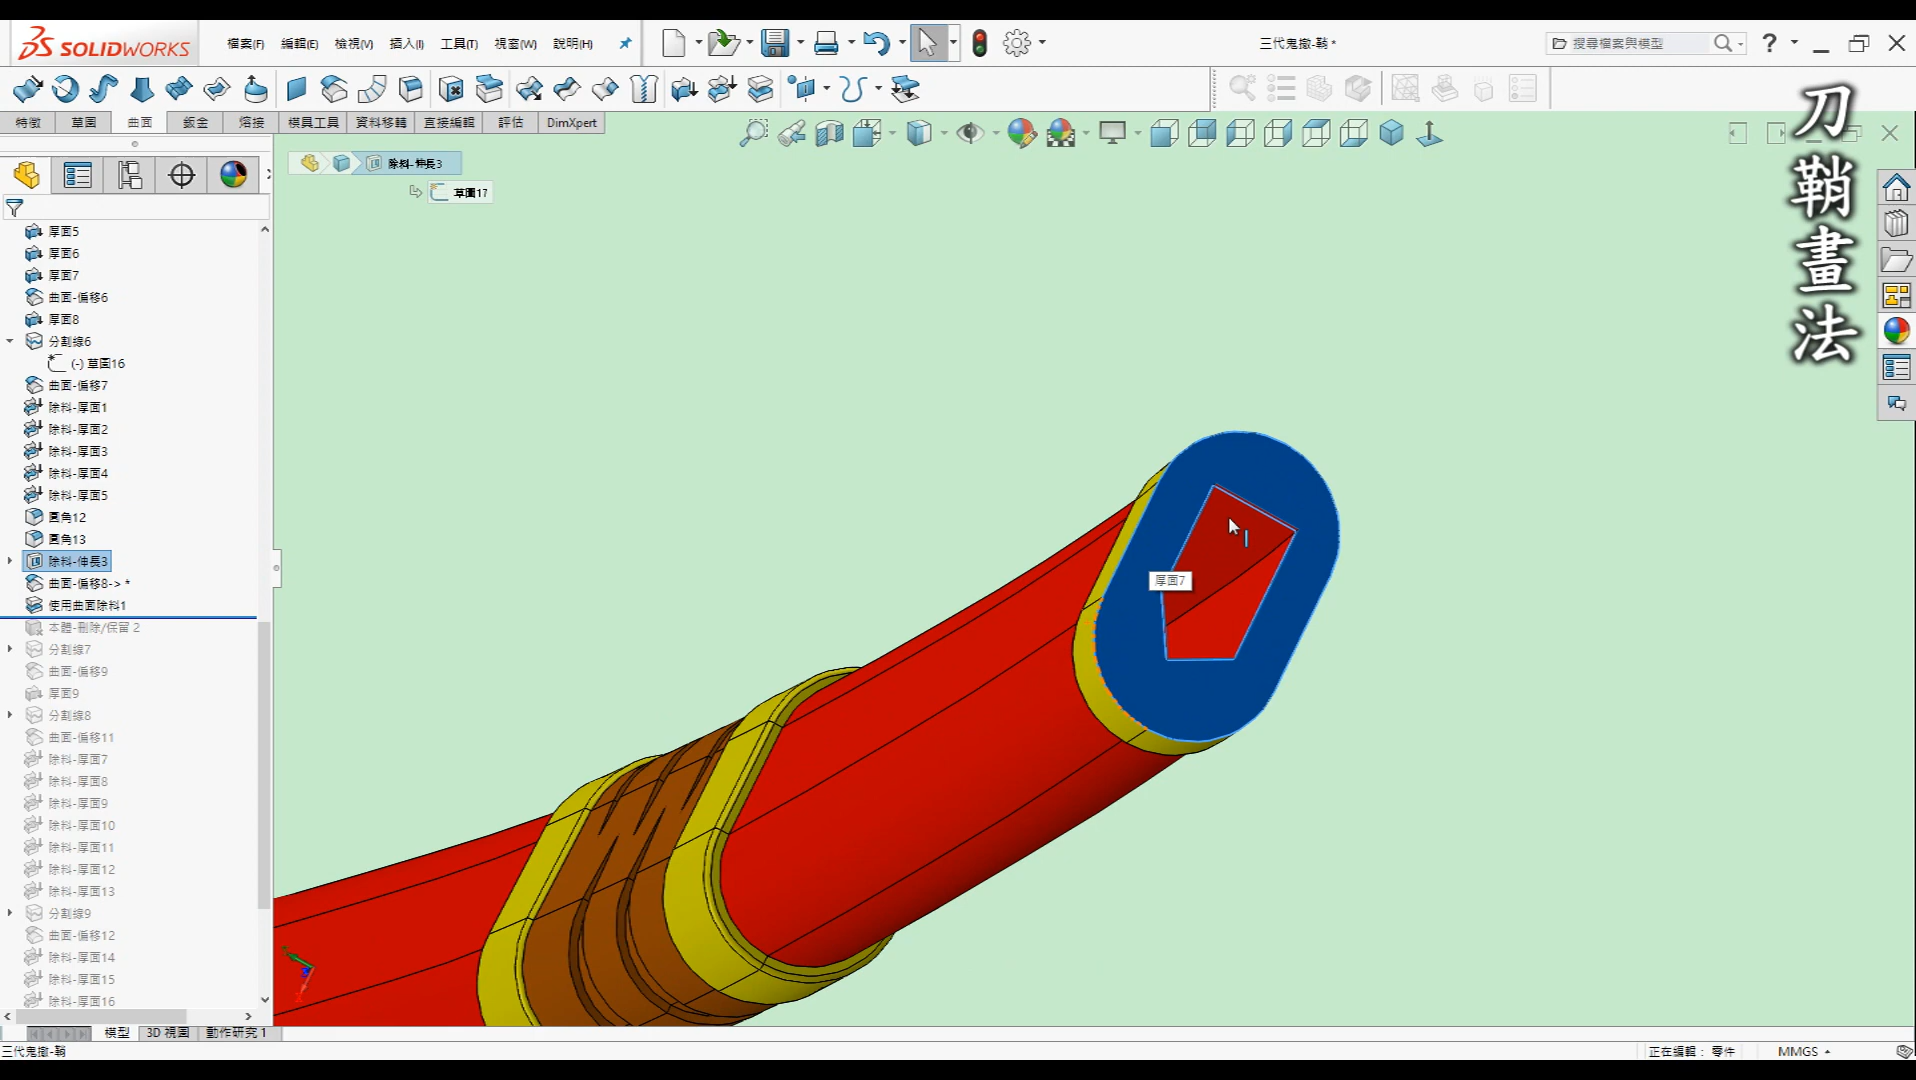 SOLIDWORKS
檔案(F) 編輯(E) 檢視(V) 插入(I) 工具(T) 視窗(W) 說明(H)
三代鬼撤-鞘 *
搜尋檔案與模型
特徵 草圖 曲面 鈑金 熔接 模具工具 資料移轉 直接編輯 評估 DimXpert
除料-伸長3
草圖17
厚面5
厚面6
厚面7
曲面-偏移6
厚面8
分割線6
(-) 草圖16
曲面-偏移7
除料-厚面1
除料-厚面2
除料-厚面3
除料-厚面4
除料-厚面5
圓角12
圓角13
除料-伸長3
曲面-偏移8-> *
使用曲面除料1
本體-刪除/保留 2
分割線7
曲面-偏移9
厚面9
分割線8
曲面-偏移11
除料-厚面7
除料-厚面8
除料-厚面9
除料-厚面10
除料-厚面11
除料-厚面12
除料-厚面13
分割線9
曲面-偏移12
除料-厚面14
除料-厚面15
除料-厚面16
厚面7
刀鞘畫法
模型 3D 視圖 動作研究 1
三代鬼撤-鞘
正在編輯： 零件
MMGS